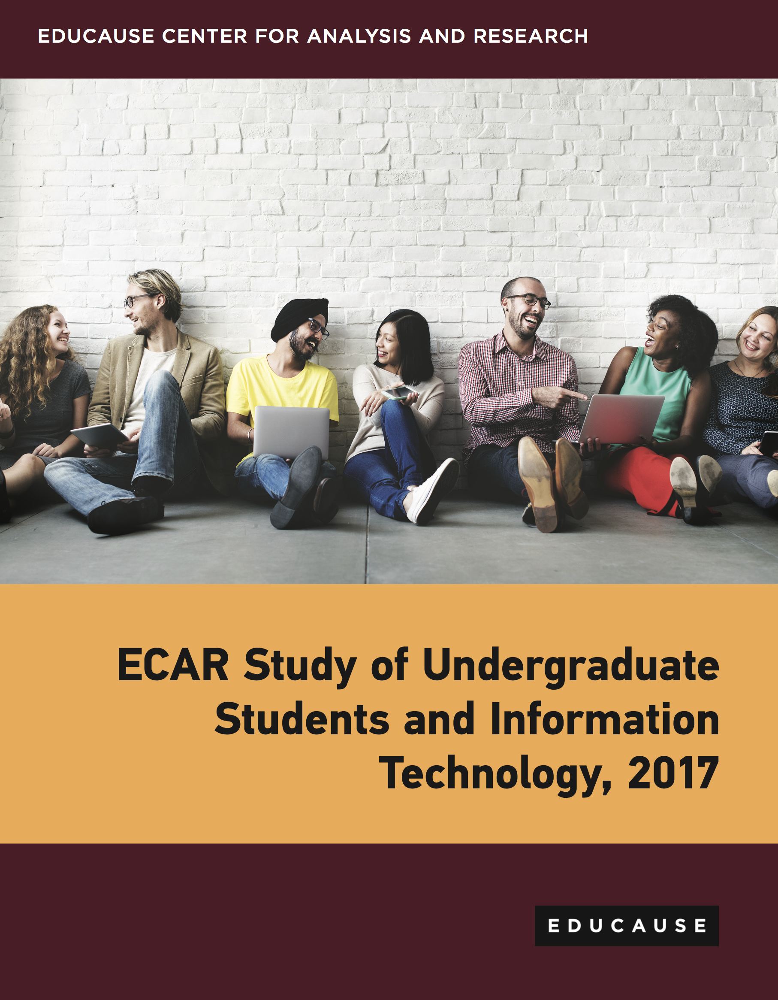 EDUCAUSE CENTER FOR ANALYSIS AND RESEARCH
ECAR Study of Undergraduate
Students and Information
Technology, 2017
EDUCAUSE